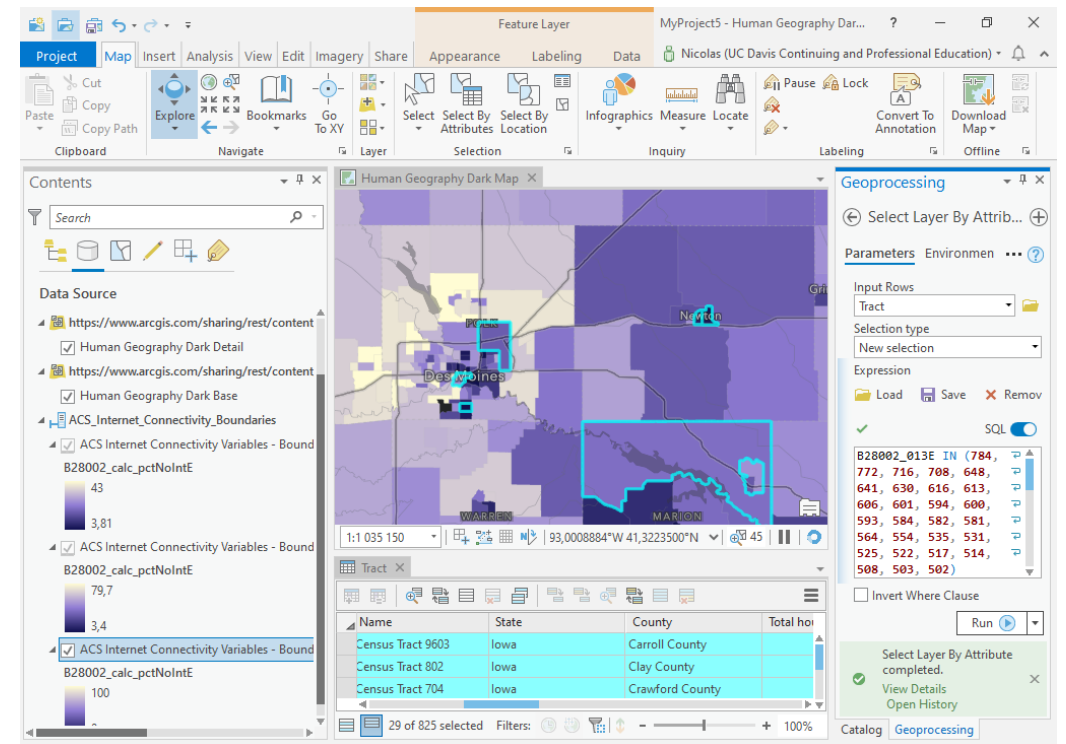 Feature Layer
MyProject5 - Human Geography Dar...
?
Project
Map
Insert
Analysis
View
Edit
Imagery
Share
Appearance
Labeling
Data
Nicolas (UC Davis Continuing and Professional Education)
Paste
Cut
Copy
Copy Path
Clipboard
Explore
Bookmarks
Go To XY
Navigate
Layer
Select
Select By Attributes
Select By Location
Selection
Infographics
Measure
Locate
Inquiry
Pause
Lock
Convert To Annotation
Labeling
Download Map
Offline
Contents
Search
Data Source
https://www.arcgis.com/sharing/rest/content
Human Geography Dark Detail
https://www.arcgis.com/sharing/rest/content
Human Geography Dark Base
ACS_Internet_Connectivity_Boundaries
ACS Internet Connectivity Variables - Bound
B28002_calc_pctNoIntE
43
3,81
ACS Internet Connectivity Variables - Bound
B28002_calc_pctNoIntE
79,7
3,4
ACS Internet Connectivity Variables - Bound
B28002_calc_pctNoIntE
100
Human Geography Dark Map
POLK
Newton
Gri
Des Moines
WARREN
MARION
1:1 035 150
93,0008884°W 41,3223500°N
45
Tract
Name State County Total hou
Census Tract 9603 Iowa Carroll County
Census Tract 802 Iowa Clay County
Census Tract 704 Iowa Crawford County
29 of 825 selected
Filters:
- + 100%
Geoprocessing
Select Layer By Attrib...
Parameters Environmen ... ?
Input Rows
Tract
Selection type
New selection
Expression
Load Save Remov
SQL
B28002_013E IN (784,
772, 716, 708, 648,
641, 630, 616, 613,
606, 601, 594, 600,
593, 584, 582, 581,
564, 554, 535, 531,
525, 522, 517, 514,
508, 503, 502)
Invert Where Clause
Run
Select Layer By Attribute
completed.
View Details
Open History
Catalog Geoprocessing